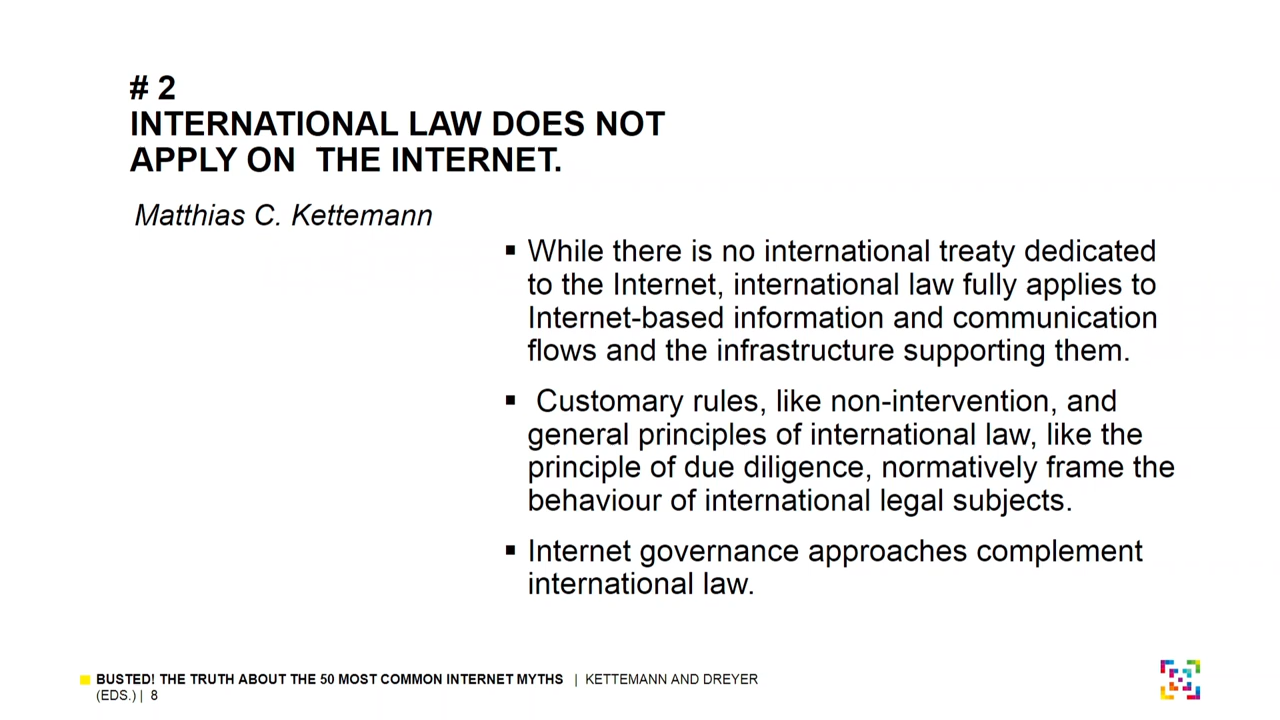 # 2
INTERNATIONAL LAW DOES NOT
APPLY ON  THE INTERNET.
Matthias C. Kettemann
▪ While there is no international treaty dedicated
to the Internet, international law fully applies to
Internet-based information and communication
flows and the infrastructure supporting them.
▪  Customary rules, like non-intervention, and
general principles of international law, like the
principle of due diligence, normatively frame the
behaviour of international legal subjects.
▪ Internet governance approaches complement
international law.
BUSTED! THE TRUTH ABOUT THE 50 MOST COMMON INTERNET MYTHS | KETTEMANN AND DREYER
(EDS.) | 8